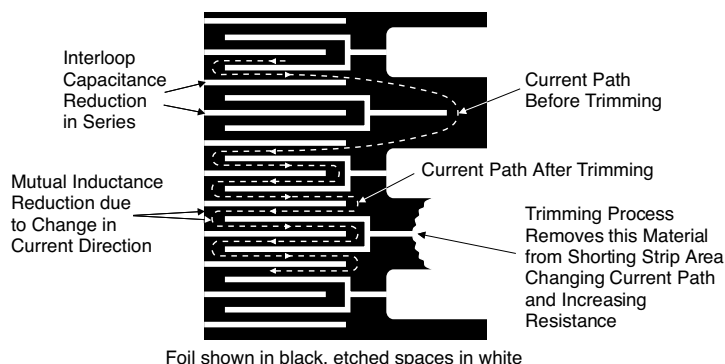 Interloop
Capacitance
Reduction
in Series
Current Path
Before Trimming
Current Path After Trimming
Mutual Inductance
Reduction due
to Change in
Current Direction
Trimming Process
Removes this Material
from Shorting Strip Area
Changing Current Path
and Increasing
Resistance
Foil shown in black, etched spaces in white